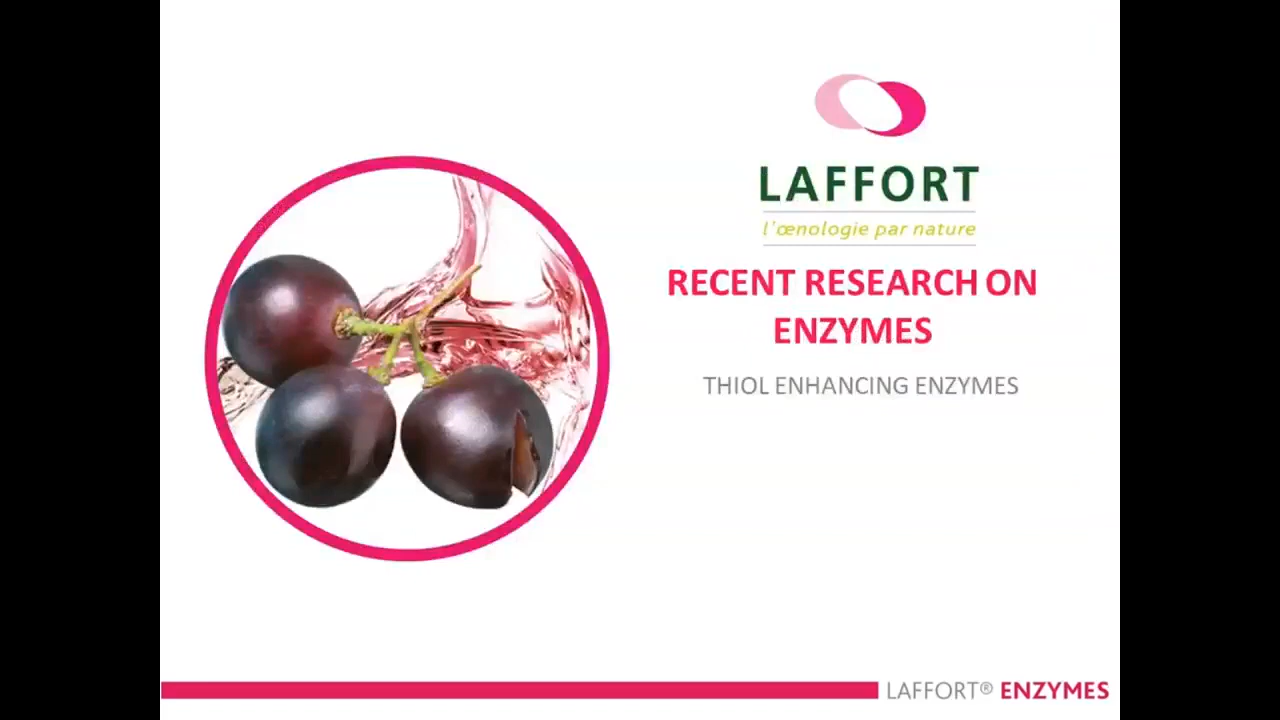 LAFFORT
l'œnologie par nature
RECENT RESEARCH ON
ENZYMES
THIOL ENHANCING ENZYMES
LAFFORT® ENZYMES